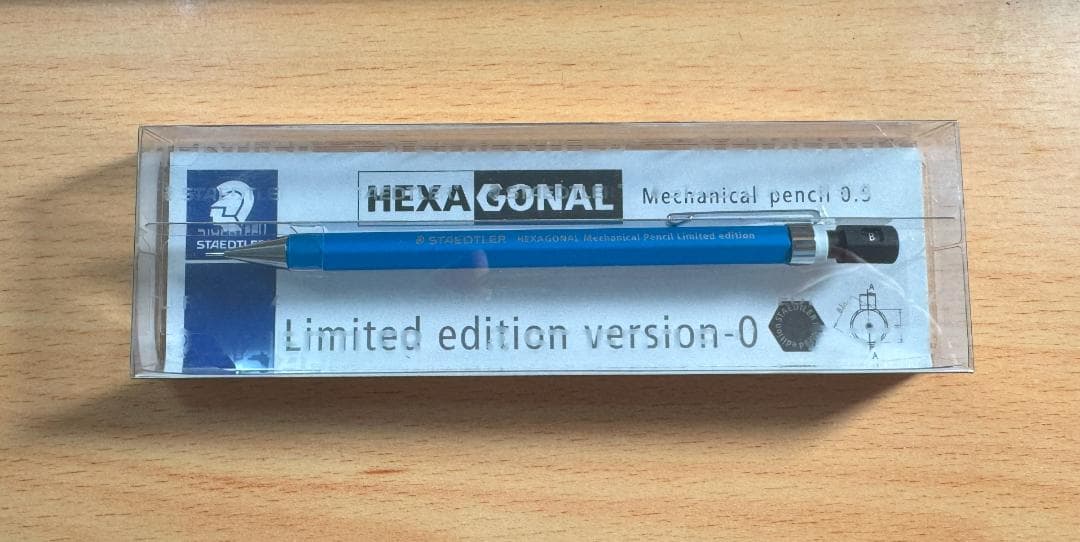 HEXAGONAL
Mechanical pencil 0.9
STAEDTLER
STAEDTLER HEXAGONAL Mechanical Pencil Limited edition
B
Limited edition version-0
STAEDTLER
A
A